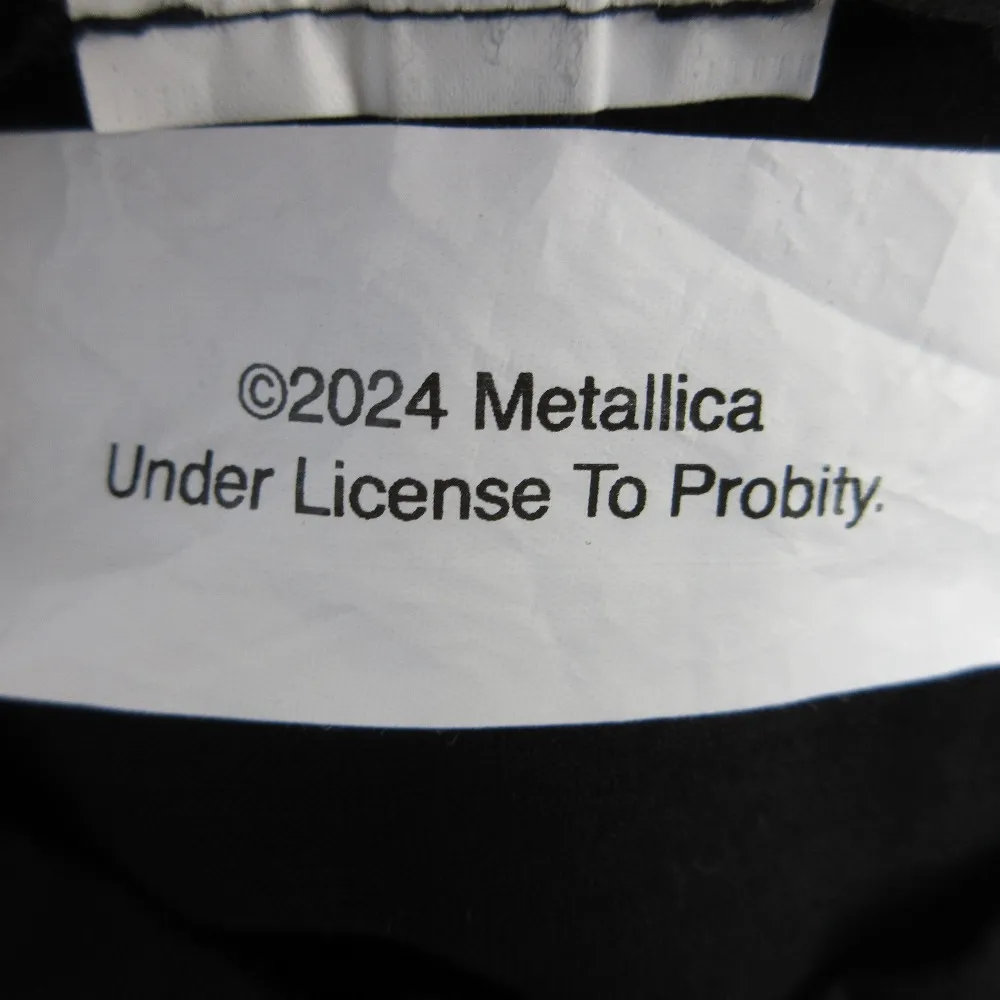 ©2024 Metallica
Under License To Probity.